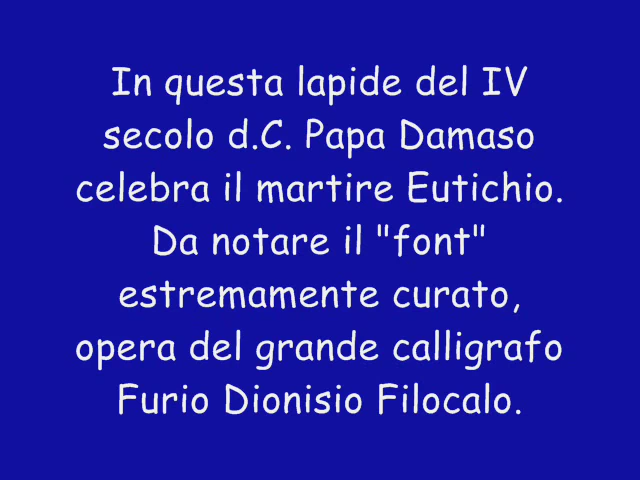 In questa lapide del IV
secolo d.C. Papa Damaso
celebra il martire Eutichio.
Da notare il "font"
estremamente curato,
opera del grande calligrafo
Furio Dionisio Filocalo.